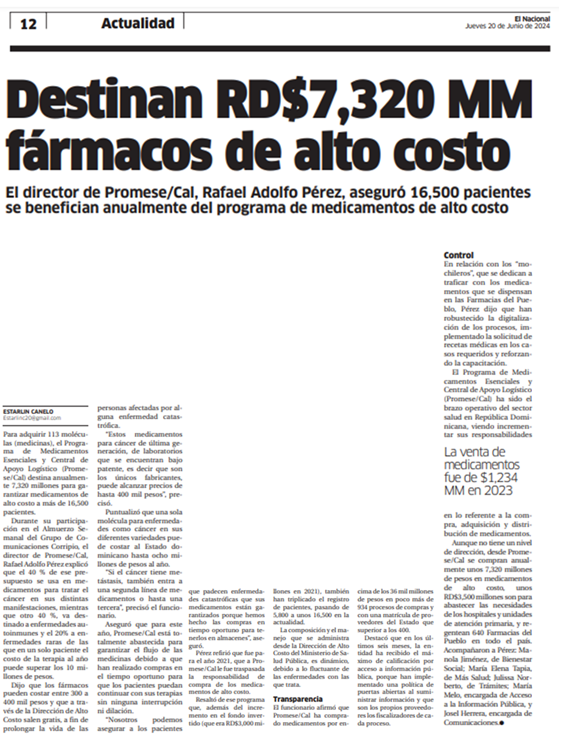 12
Actualidad
El Nacional
Jueves 20 de Junio de 2024
Destinan RD$7,320 MM
fármacos de alto costo
El director de Promese/Cal, Rafael Adolfo Pérez, aseguró 16,500 pacientes
se benefician anualmente del programa de medicamentos de alto costo
ESTARLIN CANELO
Estarlinc20@gmail.com
Para adquirir 113 molécu-
las (medicinas), el Progra-
ma de Medicamentos
Esenciales y Central de
Apoyo Logístico (Prome-
se/Cal) destina anualmen-
te 7,320 millones para ga-
rantizar medicamentos de
alto costo a más de 16,500
pacientes.
Durante su participa-
ción en el Almuerzo Se-
manal del Grupo de Co-
municaciones Corripio, el
director de Promese/Cal,
Rafael Adolfo Pérez explicó
que el 40 % de ese pre-
supuesto se usa en me-
dicamentos para tratar el
cáncer en sus distintas
manifestaciones, mientras
que otro 40 %, va des-
tinado a enfermedades au-
toinmunes y el 20% a en-
fermedades raras de las
que en un solo paciente el
costo de la terapia al año
puede superar los 10 mi-
llones de pesos.
Dijo que los fármacos
pueden costar entre 300 a
400 mil pesos y que a tra-
vés de la Dirección de Alto
Costo salen gratis, a fin de
prolongar la vida de las
personas afectadas por al-
guna enfermedad catas-
trófica.
"Estos medicamentos
para cáncer de última ge-
neración, de laboratorios
que se encuentran bajo
patente, es decir que son
los únicos fabricantes,
puede alcanzar precios de
hasta 400 mil pesos", pre-
cisó.
Puntualizó que una sola
molécula para enfermeda-
des como cáncer en sus
diferentes variedades pue-
de costar al Estado do-
minicano hasta ocho mi-
llones de pesos al año.
"Si el cáncer tiene me-
tástasis, también entra a
una segunda línea de me-
dicamentos o hasta una
tercera", precisó el funcio-
nario.
Aseguró que para este
año, Promese/Cal está to-
talmente abastecida para
garantizar el flujo de las
medicinas debido a que
han realizado compras en
el tiempo oportuno para
que los pacientes puedan
continuar con sus terapias
sin ninguna interrupción
ni dilación.
"Nosotros podemos
asegurar a los pacientes
que padecen enfermeda-
des catastróficas que sus
medicamentos están ga-
rantizados porque hemos
hecho las compras en
tiempo oportuno para te-
nerlos en almacenes", ase-
guró.
Pérez refirió que fue pa-
ra el año 2021, que a Pro-
mese/Cal le fue traspasada
la responsabilidad de
compra de los medica-
mentos de alto costo.
Resaltó de ese programa
que, además del incre-
mento en el fondo inverti-
do (que era RD$3,000 mi-
llones en 2021), también
han triplicado el registro
de pacientes, pasando de
5,800 a unos 16,500 en la
actualidad.
La composición y el ma-
nejo que se administra
desde la Dirección de Alto
Costo del Ministerio de Sa-
lud Pública, es dinámico,
debido a lo fluctuante de
las enfermedades con las
que trata.
Transparencia
El funcionario afirmó que
Promese/Cal ha compra-
do medicamentos por en-
cima de los 36 mil millones
de pesos en poco más de
934 procesos de compras y
con una matrícula de pro-
veedores del Estado que
superior a los 400.
Destacó que en los úl-
timos seis meses, la en-
tidad ha recibido el má-
ximo de calificación por
acceso a información pú-
blica, porque han imple-
mentado una política de
puertas abiertas al sumi-
nistrar información y que
son los propios proveedo-
res los fiscalizadores de ca-
da proceso.
Control
En relación con los "mo-
chileros", que se dedican a
traficar con los medica-
mentos que se dispensan
en las Farmacias del Pue-
blo, Pérez dijo que han
robustecido la digitaliza-
ción de los procesos, im-
plementado la solicitud de
recetas médicas en los ca-
sos requeridos y reforzan-
do la capacitación.
El Programa de Medi-
camentos Esenciales y
Central de Apoyo Logístico
(Promese/Cal) ha sido el
brazo operativo del sector
salud en República Domi-
nicana, viendo incremen-
tar sus responsabilidades
La venta de
medicamentos
fue de $1,234
MM en 2023
en lo referente a la com-
pra, adquisición y distri-
bución de medicamentos.
Aunque no tiene un nivel
de dirección, desde Prome-
se/Cal se compran anual-
mente unos 7,320 millones
de pesos en medicamentos
de alto costo, unos
RD$3,500 millones son para
abastecer las necesidades
de los hospitales y unidades
de atención primaria, y re-
gentean 640 Farmacias del
Pueblo en todo el país.
Acompañaron a Pérez: Ma-
nola Jiménez, de Bienestar
Social; María Elena Tapia,
de Más Salud; Julissa Nor-
berto, de Trámites; María
Melo, encargada de Acceso
a la Información Pública, y
Josel Herrera, encargada de
Comunicaciones.●